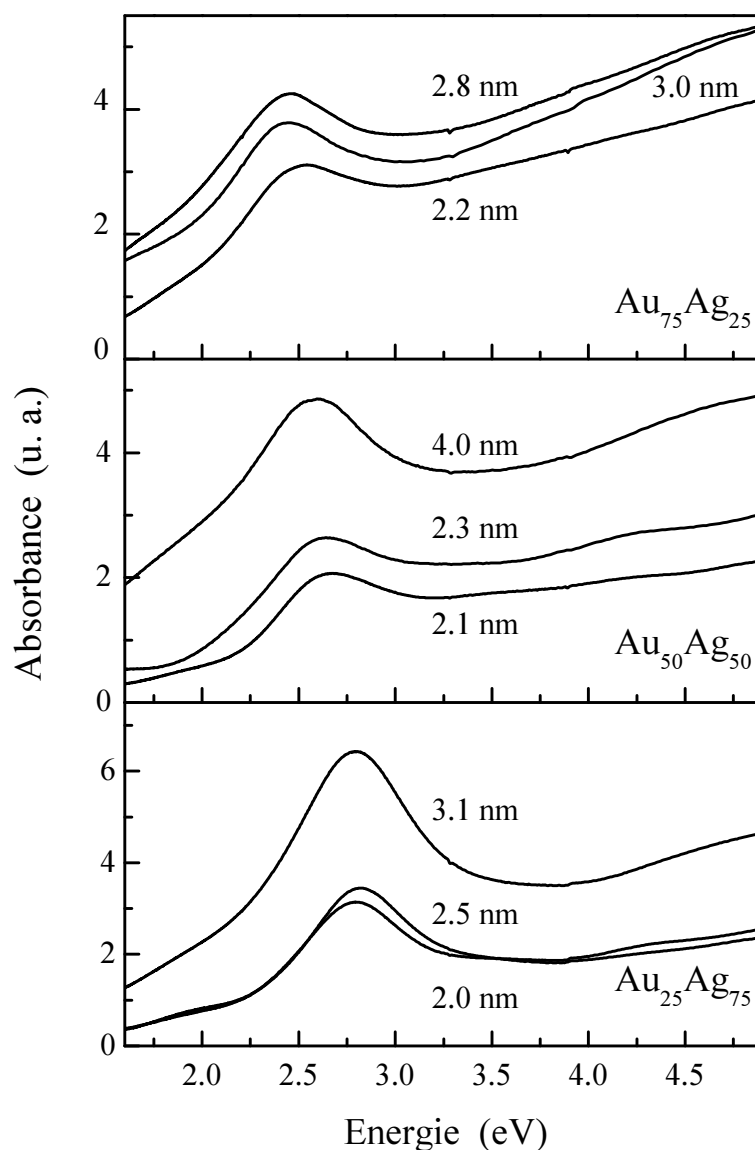 Absorbance (u. a.)
4
2
0
2.8 nm
3.0 nm
2.2 nm
Au₇₅Ag₂₅
4
2
0
4.0 nm
2.3 nm
2.1 nm
Au₅₀Ag₅₀
6
4
2
0
3.1 nm
2.5 nm
2.0 nm
Au₂₅Ag₇₅
2.0 2.5 3.0 3.5 4.0 4.5
Energie (eV)